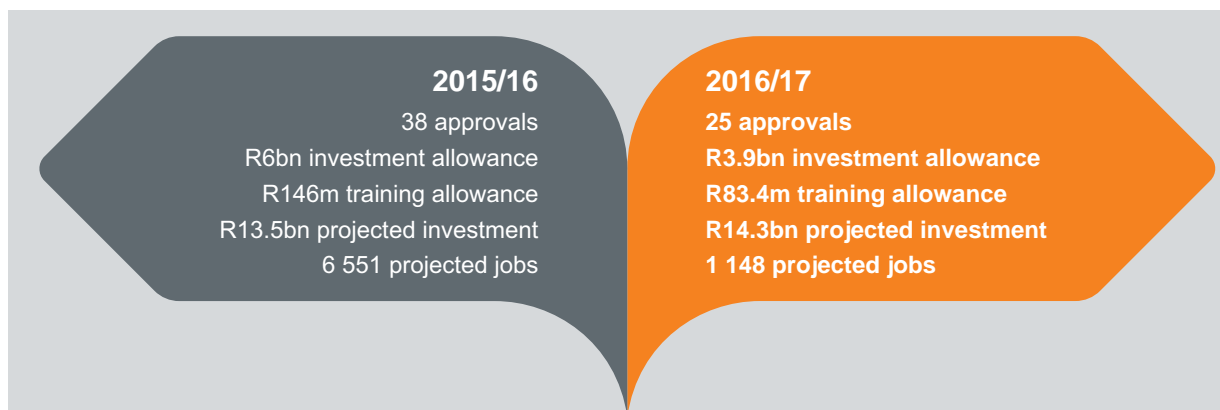 2015/16
38 approvals
R6bn investment allowance
R146m training allowance
R13.5bn projected investment
6 551 projected jobs
2016/17
25 approvals
R3.9bn investment allowance
R83.4m training allowance
R14.3bn projected investment
1 148 projected jobs